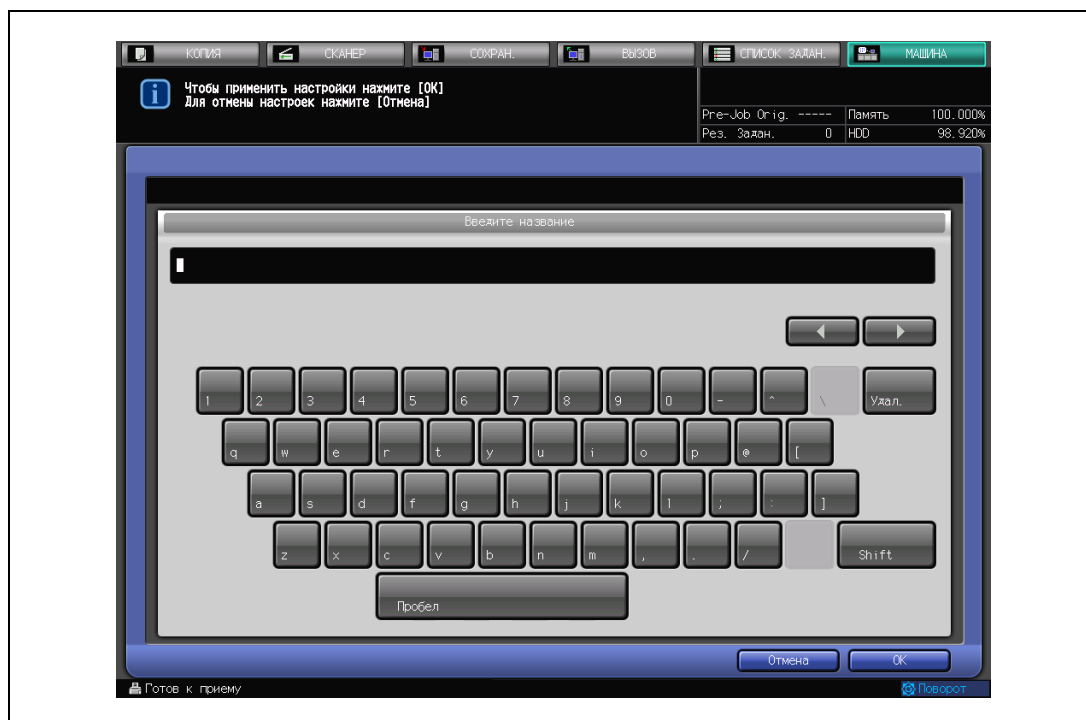 КОПИЯ СКАНЕР СОХРАН. ВЫЗОВ СПИСОК ЗАДАН. МАШИНА
Чтобы применить настройки нажмите [OK]
Для отмены настроек нажмите [Отмена]
Pre-Job Orig. ----- Память 100.000%
Рез. Задан. 0 HDD 98.920%
Введите название
1 2 3 4 5 6 7 8 9 0 - ^ \ Удал.
q w e r t y u i o p @ [
a s d f g h j k l ; : ]
z x c v b n m , . / Shift
Пробел
Отмена OK
Готов к приему Поворот